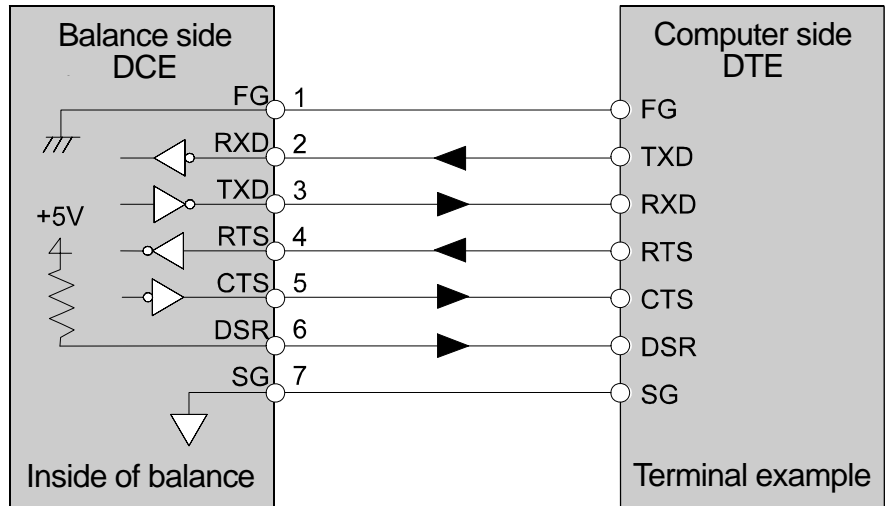 Balance side
DCE
Computer side
DTE
FG 1 FG
RXD 2 TXD
TXD 3 RXD
+5V
RTS 4 RTS
CTS 5 CTS
DSR 6 DSR
SG 7 SG
Inside of balance
Terminal example